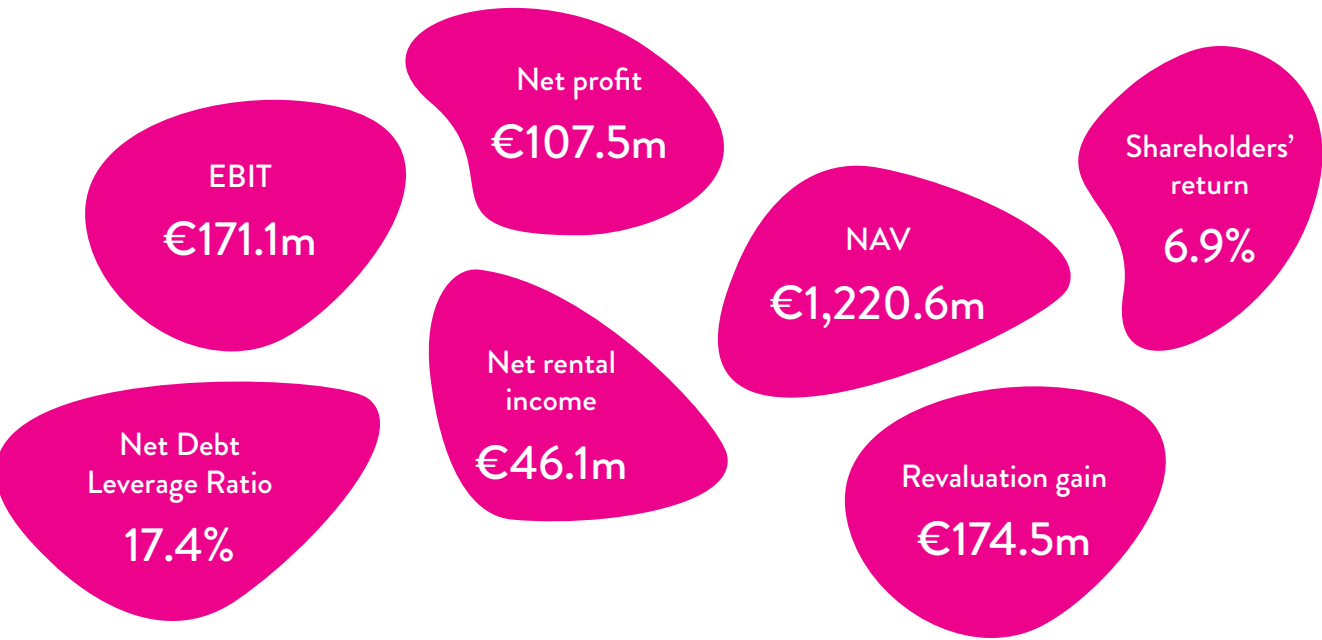 Net profit
€107.5m
EBIT
€171.1m
Shareholders’
return
6.9%
NAV
€1,220.6m
Net rental
income
€46.1m
Net Debt
Leverage Ratio
17.4%
Revaluation gain
€174.5m